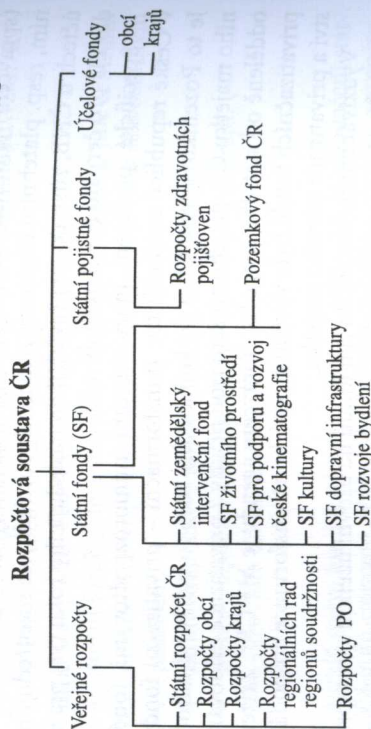 Rozpočtová soustava ČR
Veřejné rozpočty
Státní rozpočet ČR
Rozpočty obcí
Rozpočty krajů
Rozpočty
regionálních rad
regionů soudržnosti
Rozpočty PO
Státní fondy (SF)
Státní zemědělský
intervenční fond
SF životního prostředí
SF pro podporu a rozvoj
české kinematografie
SF kultury
SF dopravní infrastruktury
SF rozvoje bydlení
Pozemkový fond ČR
Státní pojistné fondy
Rozpočty zdravotních
pojišťoven
Účelové fondy
obcí
krajů